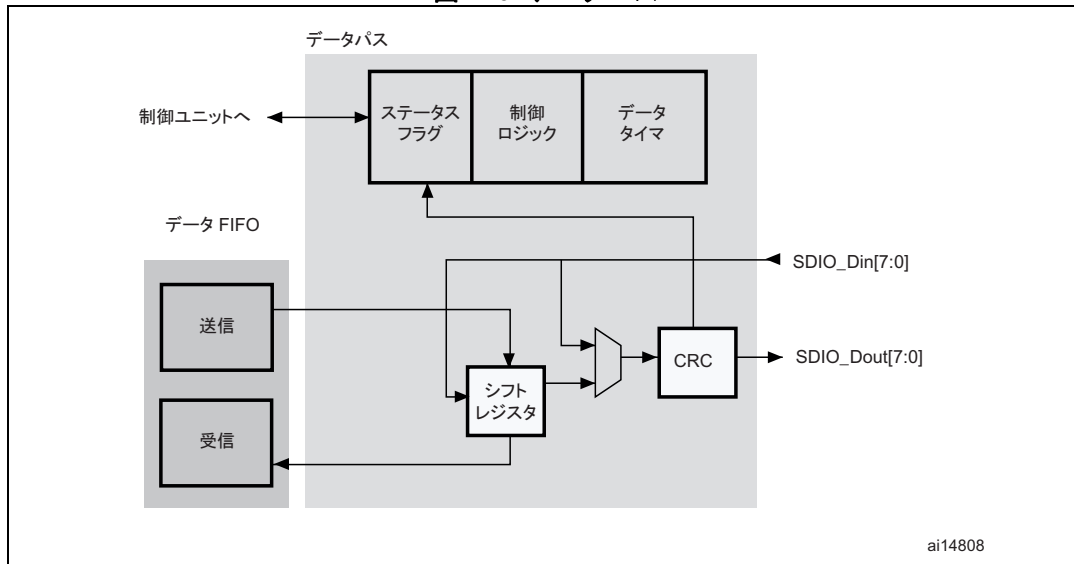 データパス
制御ユニットへ
ステータス
フラグ
制御
ロジック
データ
タイマ
データ FIFO
SDIO_Din[7:0]
送信
CRC
SDIO_Dout[7:0]
シフト
レジスタ
受信
ai14808